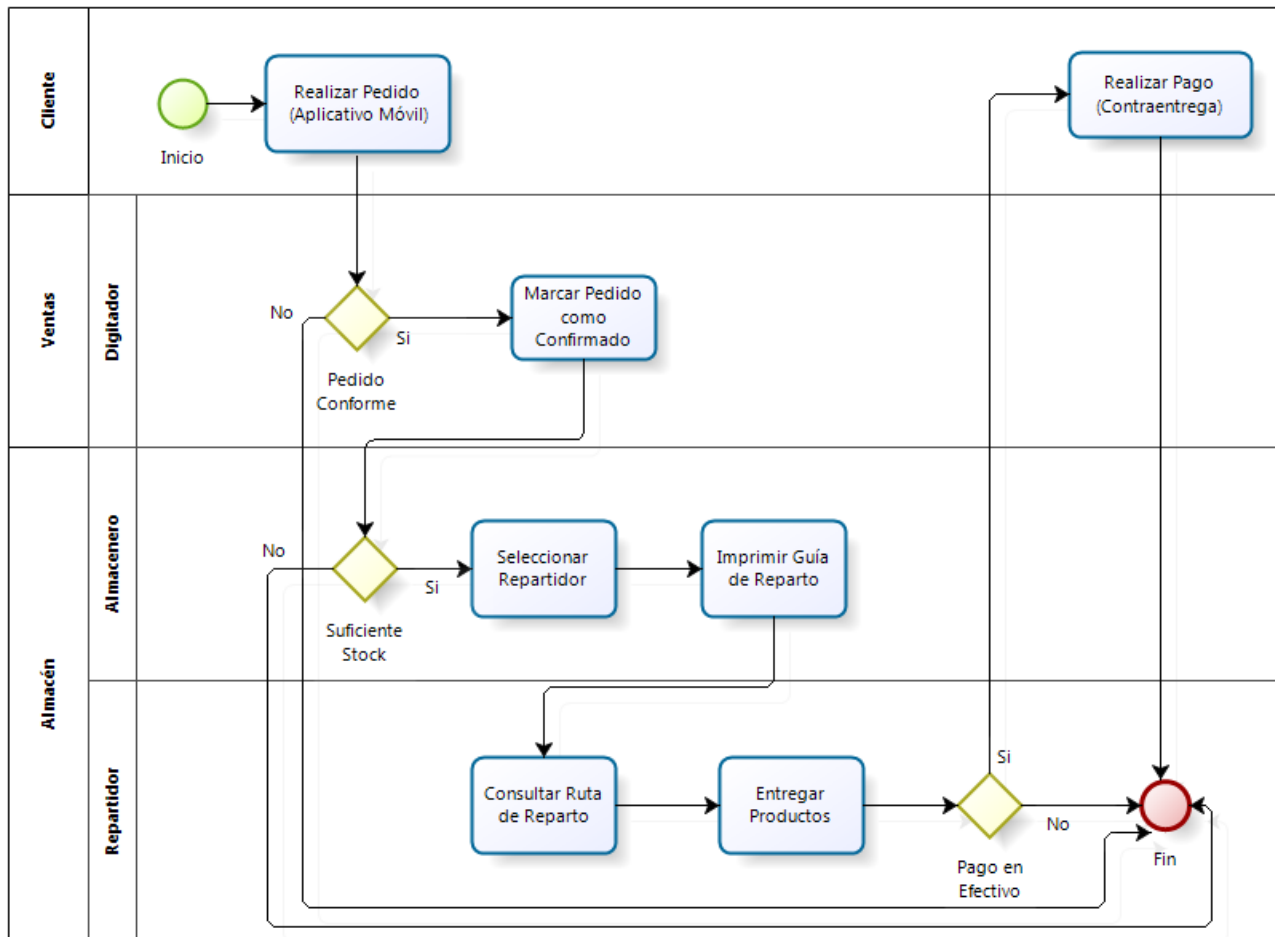 Cliente
Realizar Pedido
(Aplicativo Móvil)
Inicio
Realizar Pago
(Contraentrega)
Ventas
Digitador
No
Si
Pedido
Conforme
Marcar Pedido
como
Confirmado
Almacén
Almacenero
No
Si
Suficiente
Stock
Seleccionar
Repartidor
Imprimir Guía
de Reparto
Repartidor
Consultar Ruta
de Reparto
Entregar
Productos
Si
No
Pago en
Efectivo
Fin